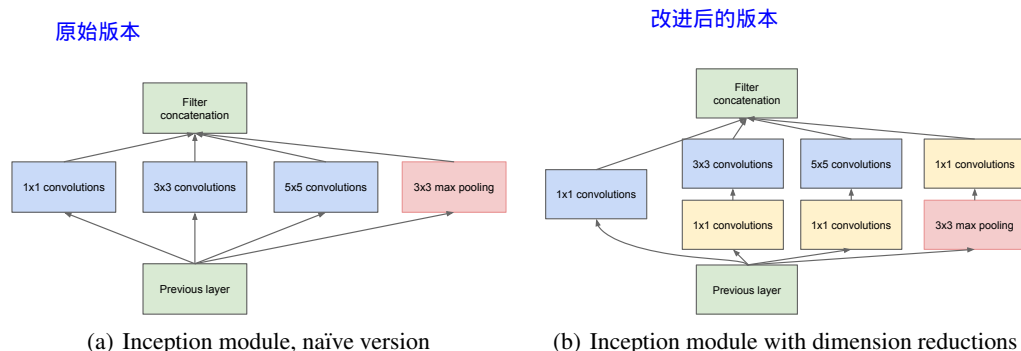 原始版本
改进后的版本
Filter
concatenation
1x1 convolutions
3x3 convolutions
5x5 convolutions
3x3 max pooling
Previous layer
(a) Inception module, naïve version
Filter
concatenation
3x3 convolutions
5x5 convolutions
1x1 convolutions
1x1 convolutions
1x1 convolutions
1x1 convolutions
3x3 max pooling
Previous layer
(b) Inception module with dimension reductions